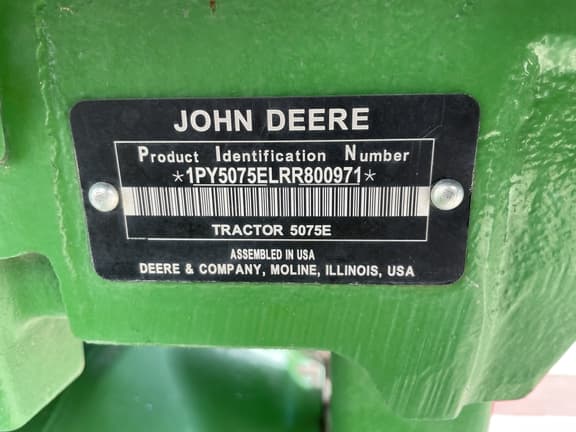 JOHN DEERE
Product Identification Number
*1PY5075ELRR800971*
TRACTOR 5075E
ASSEMBLED IN USA
DEERE & COMPANY, MOLINE, ILLINOIS, USA